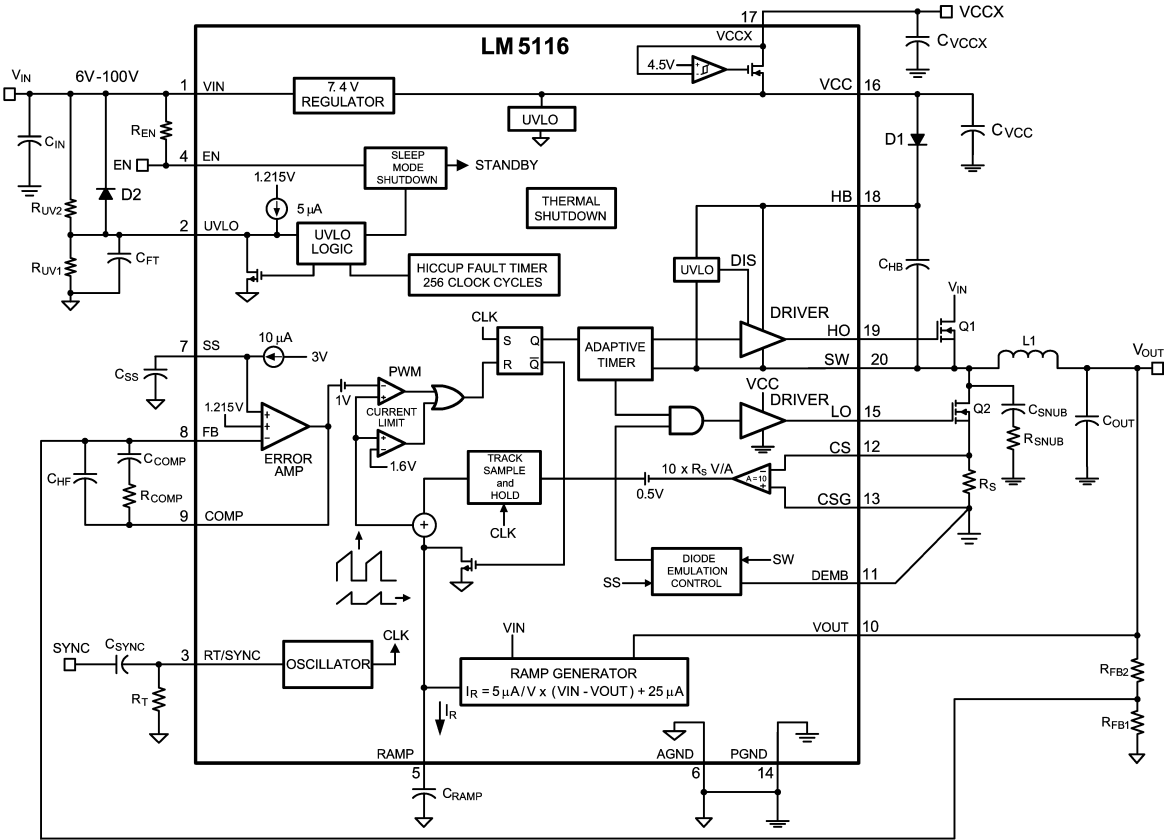 17
VCCX
VCCX
LM 5116
C VCCX
4.5V
VIN
6V-100V
1
VIN
7.4 V
REGULATOR
VCC
16
UVLO
D1
C VCC
CIN
REN
EN
4
EN
SLEEP
MODE
SHUTDOWN
STANDBY
1.215V
5 µA
D2
THERMAL
SHUTDOWN
HB
18
RUV2
2
UVLO
UVLO
LOGIC
RUV1
CFT
HICCUP FAULT TIMER
256 CLOCK CYCLES
UVLO
DIS
CHB
VIN
DRIVER
CLK
S
Q
R
Q̅
ADAPTIVE
TIMER
HO
19
Q1
SW
20
L1
VOUT
7
SS
10 µA
3V
CSS
PWM
1V
1.215V
CURRENT
LIMIT
VCC
DRIVER
LO
15
Q2
CSNUB
COUT
RSNUB
8
FB
ERROR
AMP
1.6V
CS
12
CHF
CCOMP
RCOMP
TRACK
SAMPLE
and
HOLD
10 x RS V/A
0.5V
A = 10
RS
CSG
13
9
COMP
+
CLK
DIODE
EMULATION
CONTROL
SW
SS
DEMB
11
VOUT
10
SYNC
CSYNC
3
RT/SYNC
OSCILLATOR
CLK
VIN
RAMP GENERATOR
IR = 5 µA/V x (VIN - VOUT) + 25 µA
RT
IR
RFB2
RFB1
RAMP
5
AGND
6
PGND
14
CRAMP